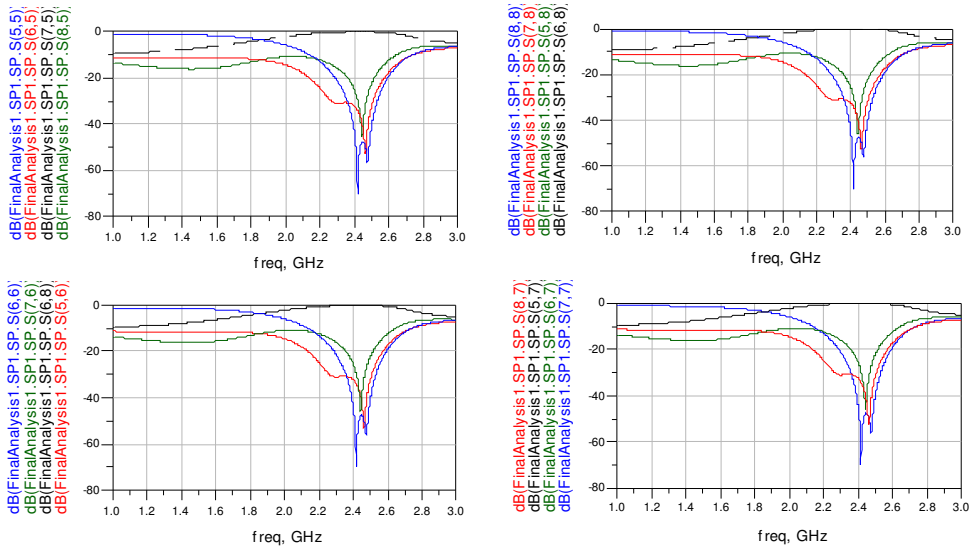 dB(FinalAnalysis1.SP1.SP.S(5,5)
dB(FinalAnalysis1.SP1.SP.S(6,5)
dB(FinalAnalysis1.SP1.SP.S(7,5)
dB(FinalAnalysis1.SP1.SP.S(8,5)
0
-20
-40
-60
-80
1.0 1.2 1.4 1.6 1.8 2.0 2.2 2.4 2.6 2.8 3.0
freq, GHz
dB(FinalAnalysis1.SP1.SP.S(8,8)
dB(FinalAnalysis1.SP1.SP.S(7,8)
dB(FinalAnalysis1.SP1.SP.S(5,8)
dB(FinalAnalysis1.SP1.SP.S(6,8)
0
-20
-40
-60
-80
1.0 1.2 1.4 1.6 1.8 2.0 2.2 2.4 2.6 2.8 3.0
freq, GHz
dB(FinalAnalysis1.SP1.SP.S(6,6)
dB(FinalAnalysis1.SP1.SP.S(7,6)
dB(FinalAnalysis1.SP1.SP.S(6,8)
dB(FinalAnalysis1.SP1.SP.S(5,6)
0
-20
-40
-60
-80
1.0 1.2 1.4 1.6 1.8 2.0 2.2 2.4 2.6 2.8 3.0
freq, GHz
dB(FinalAnalysis1.SP1.SP.S(8,7)
dB(FinalAnalysis1.SP1.SP.S(5,7)
dB(FinalAnalysis1.SP1.SP.S(6,7)
dB(FinalAnalysis1.SP1.SP.S(7,7)
0
-20
-40
-60
-80
1.0 1.2 1.4 1.6 1.8 2.0 2.2 2.4 2.6 2.8 3.0
freq, GHz